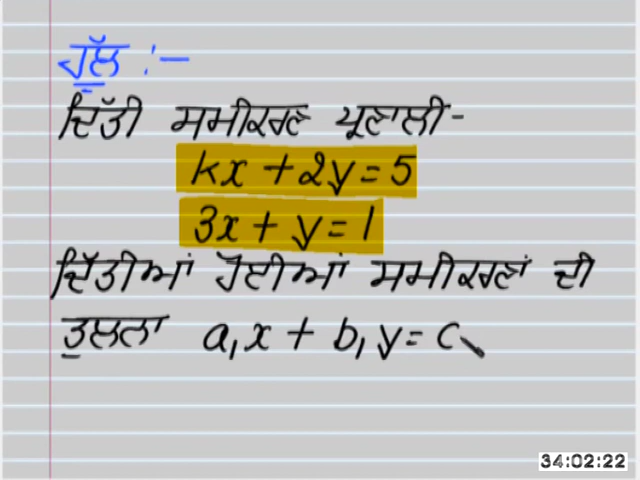 ਹੱਲ :-
ਦਿੱਤੀ ਸਮੀਕਰਣ ਪ੍ਰਣਾਲੀ-
kx + 2y = 5
3x + y = 1
ਦਿੱਤੀਆਂ ਹੋਈਆਂ ਸਮੀਕਰਣਾਂ ਦੀ
ਤੁਲਨਾ a₁x + b₁y = c
34:02:22